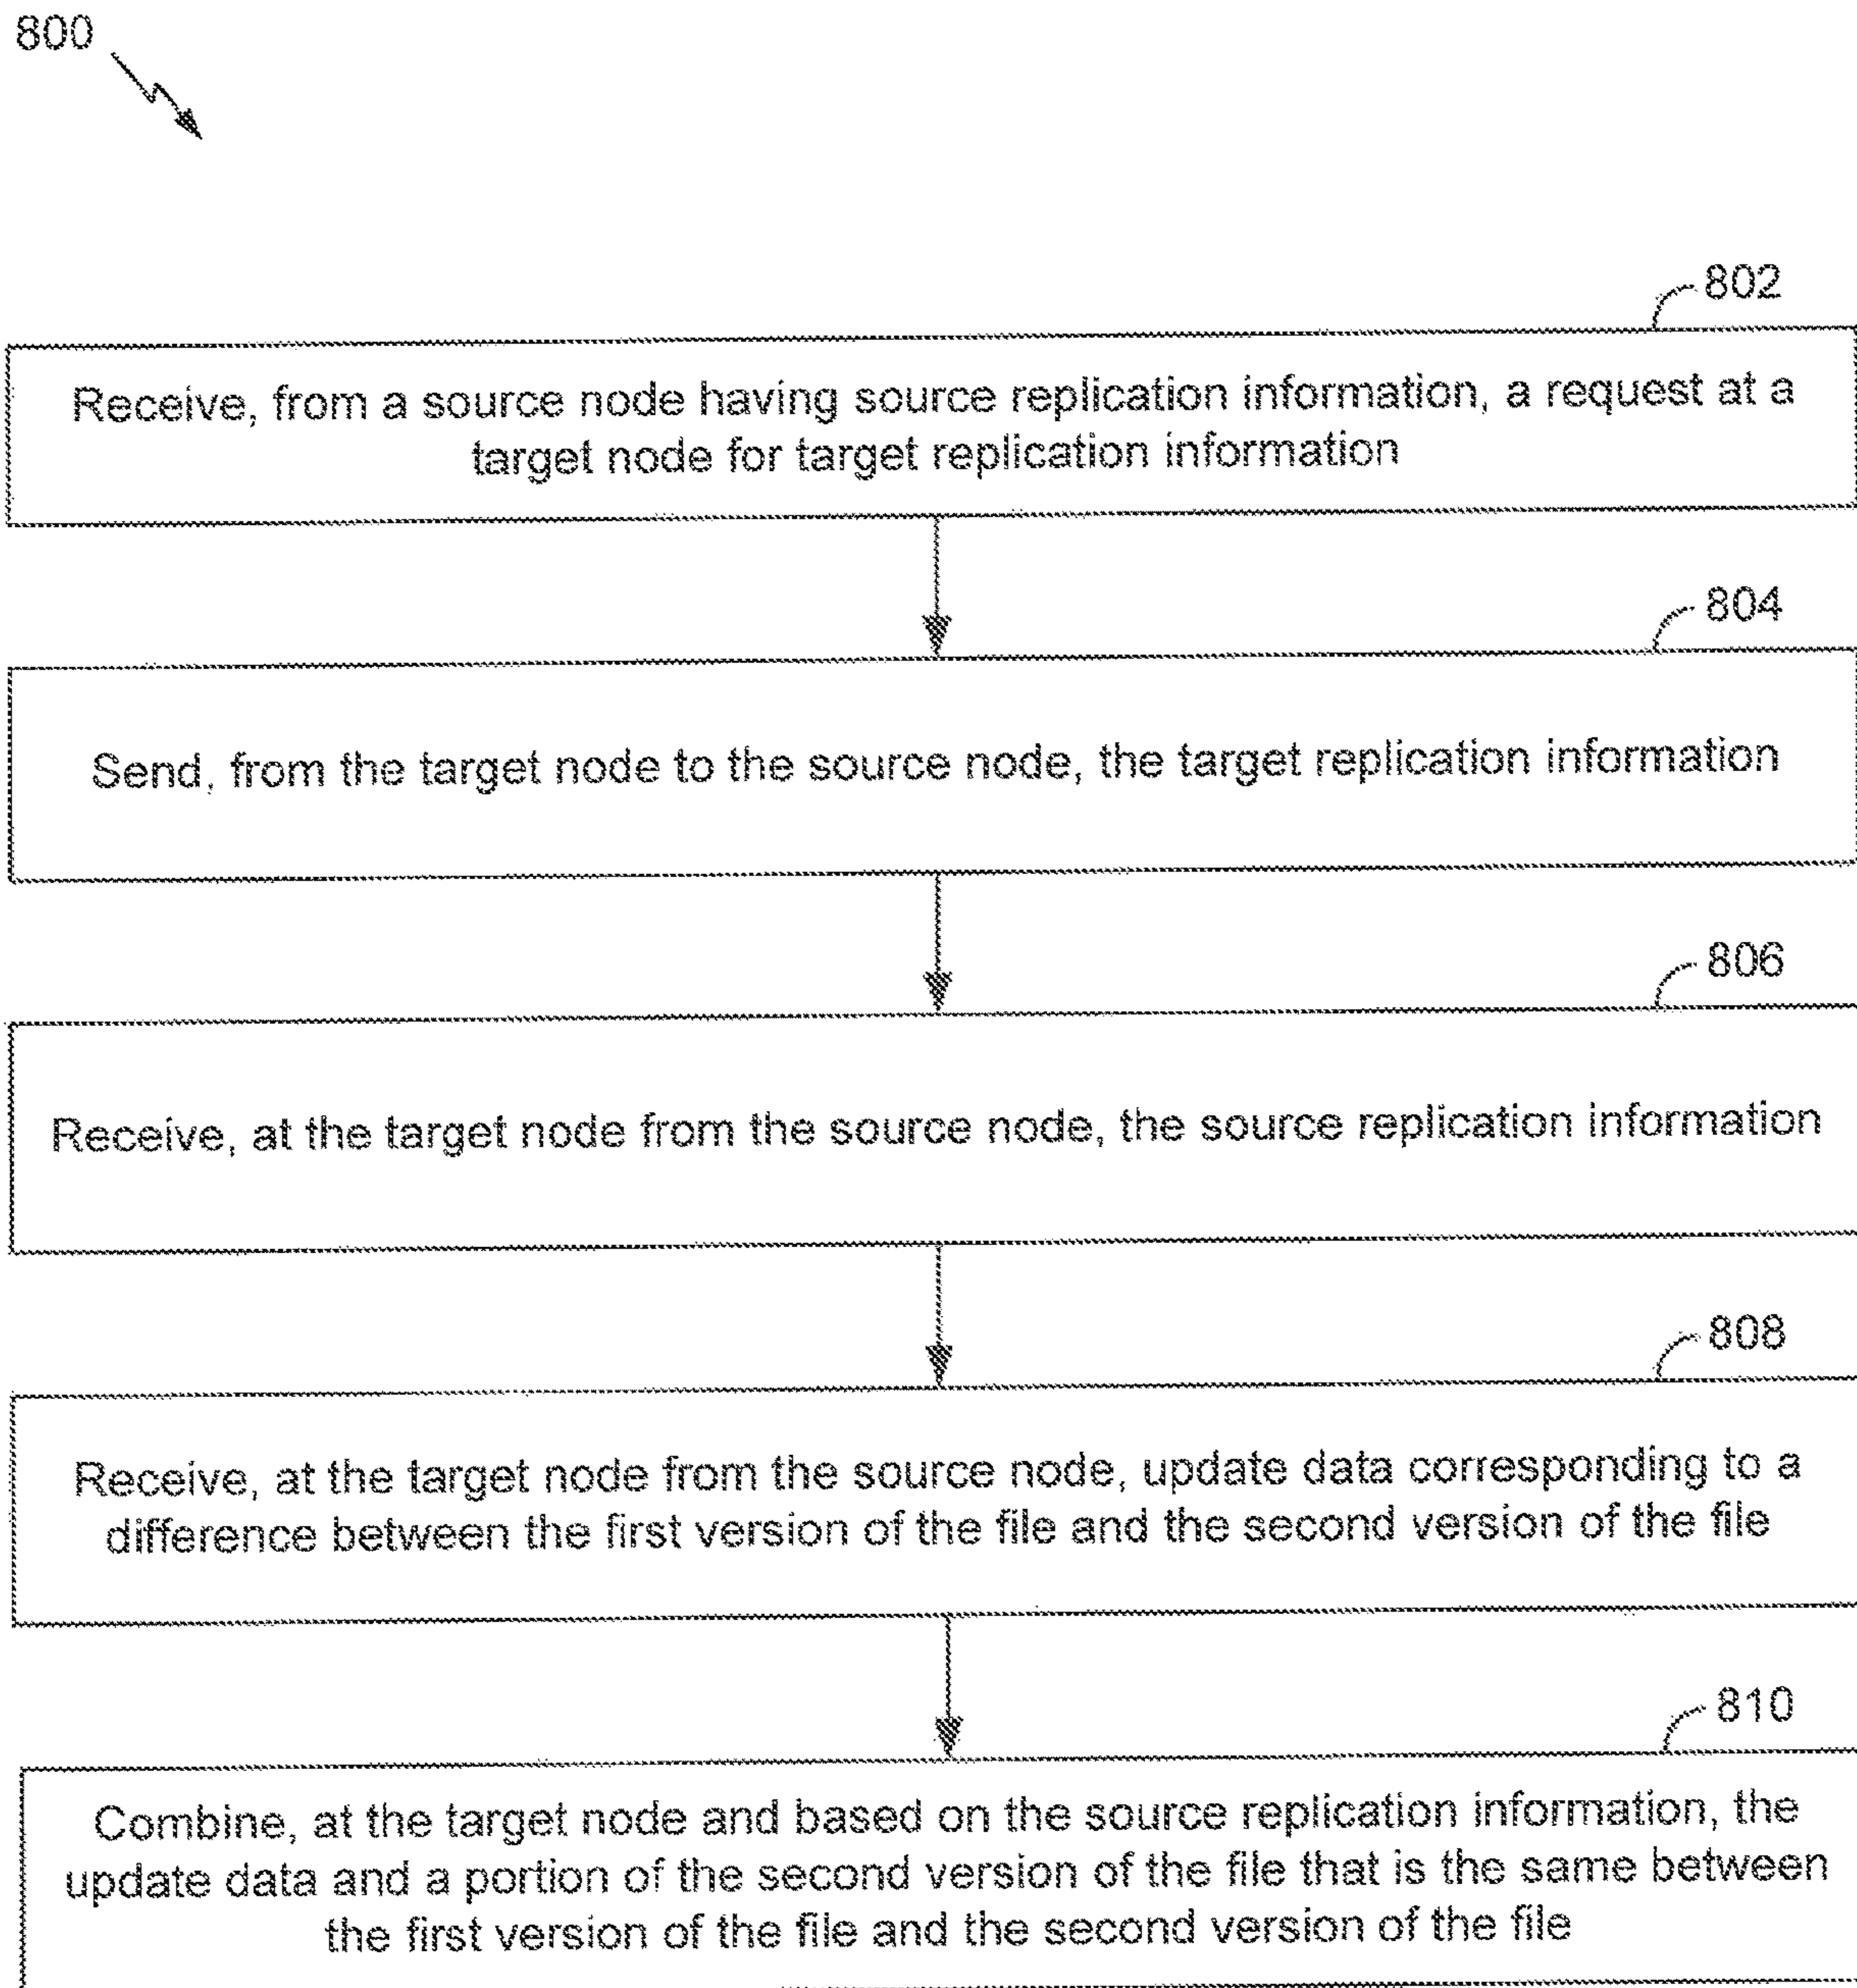 800
802
Receive, from a source node having source replication information, a request at a
target node for target replication information
804
Send, from the target node to the source node, the target replication information
806
Receive, at the target node from the source node, the source replication information
808
Receive, at the target node from the source node, update data corresponding to a
difference between the first version of the file and the second version of the file
810
Combine, at the target node and based on the source replication information, the
update data and a portion of the second version of the file that is the same between
the first version of the file and the second version of the file